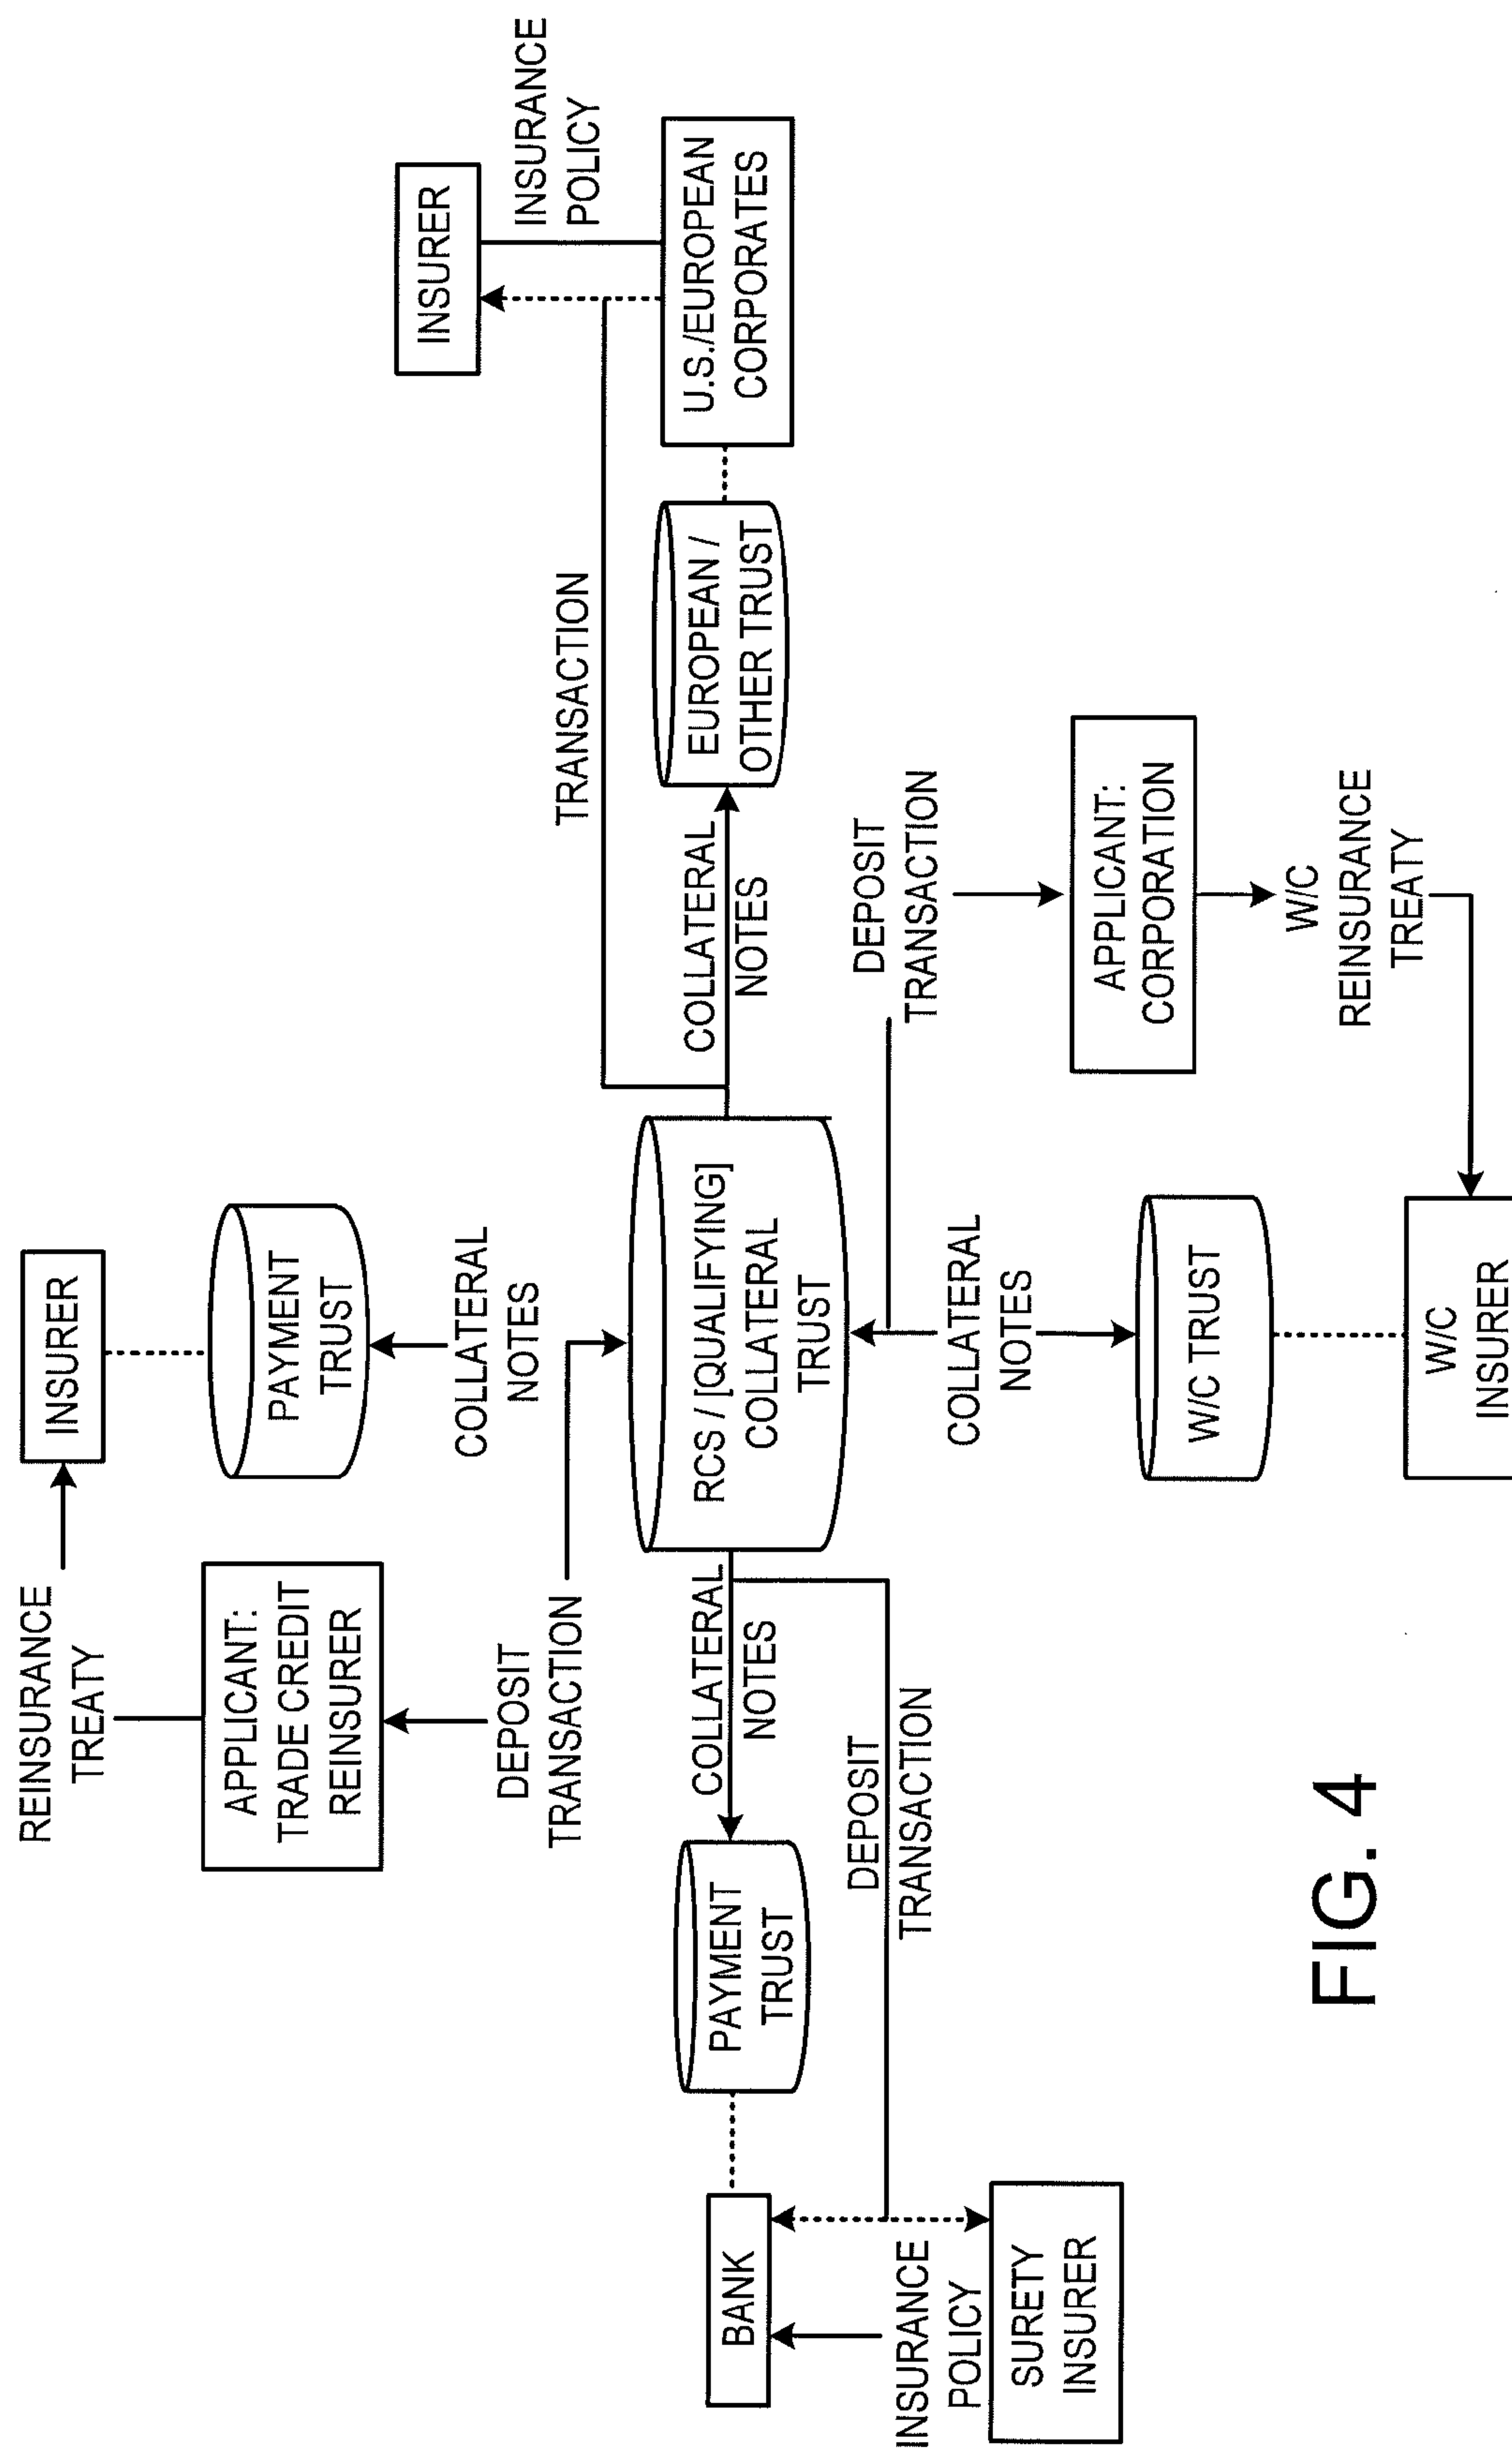 REINSURANCE
TREATY
INSURER
APPLICANT:
TRADE CREDIT
REINSURER
PAYMENT
TRUST
DEPOSIT
TRANSACTION
COLLATERAL
NOTES
INSURER
INSURANCE
POLICY
TRANSACTION
BANK
PAYMENT
TRUST
COLLATERAL
NOTES
RCS / [QUALIFYING]
COLLATERAL
TRUST
COLLATERAL
NOTES
EUROPEAN /
OTHER TRUST
U.S./EUROPEAN
CORPORATES
INSURANCE
POLICY
SURETY
INSURER
DEPOSIT
TRANSACTION
COLLATERAL
NOTES
DEPOSIT
TRANSACTION
W/C TRUST
APPLICANT:
CORPORATION
W/C
REINSURANCE
TREATY
W/C
INSURER
FIG. 4